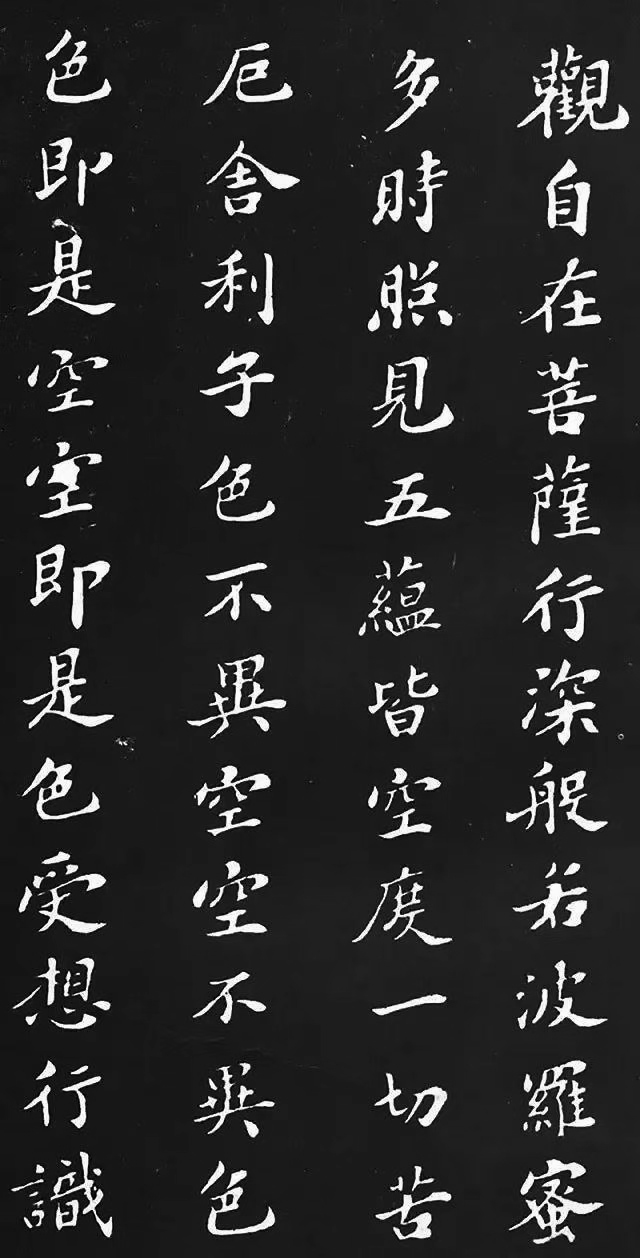 觀自在菩薩行深般若波羅蜜
多時照見五蘊皆空度一切苦
厄舍利子色不異空空不異色
色即是空空即是色受想行識